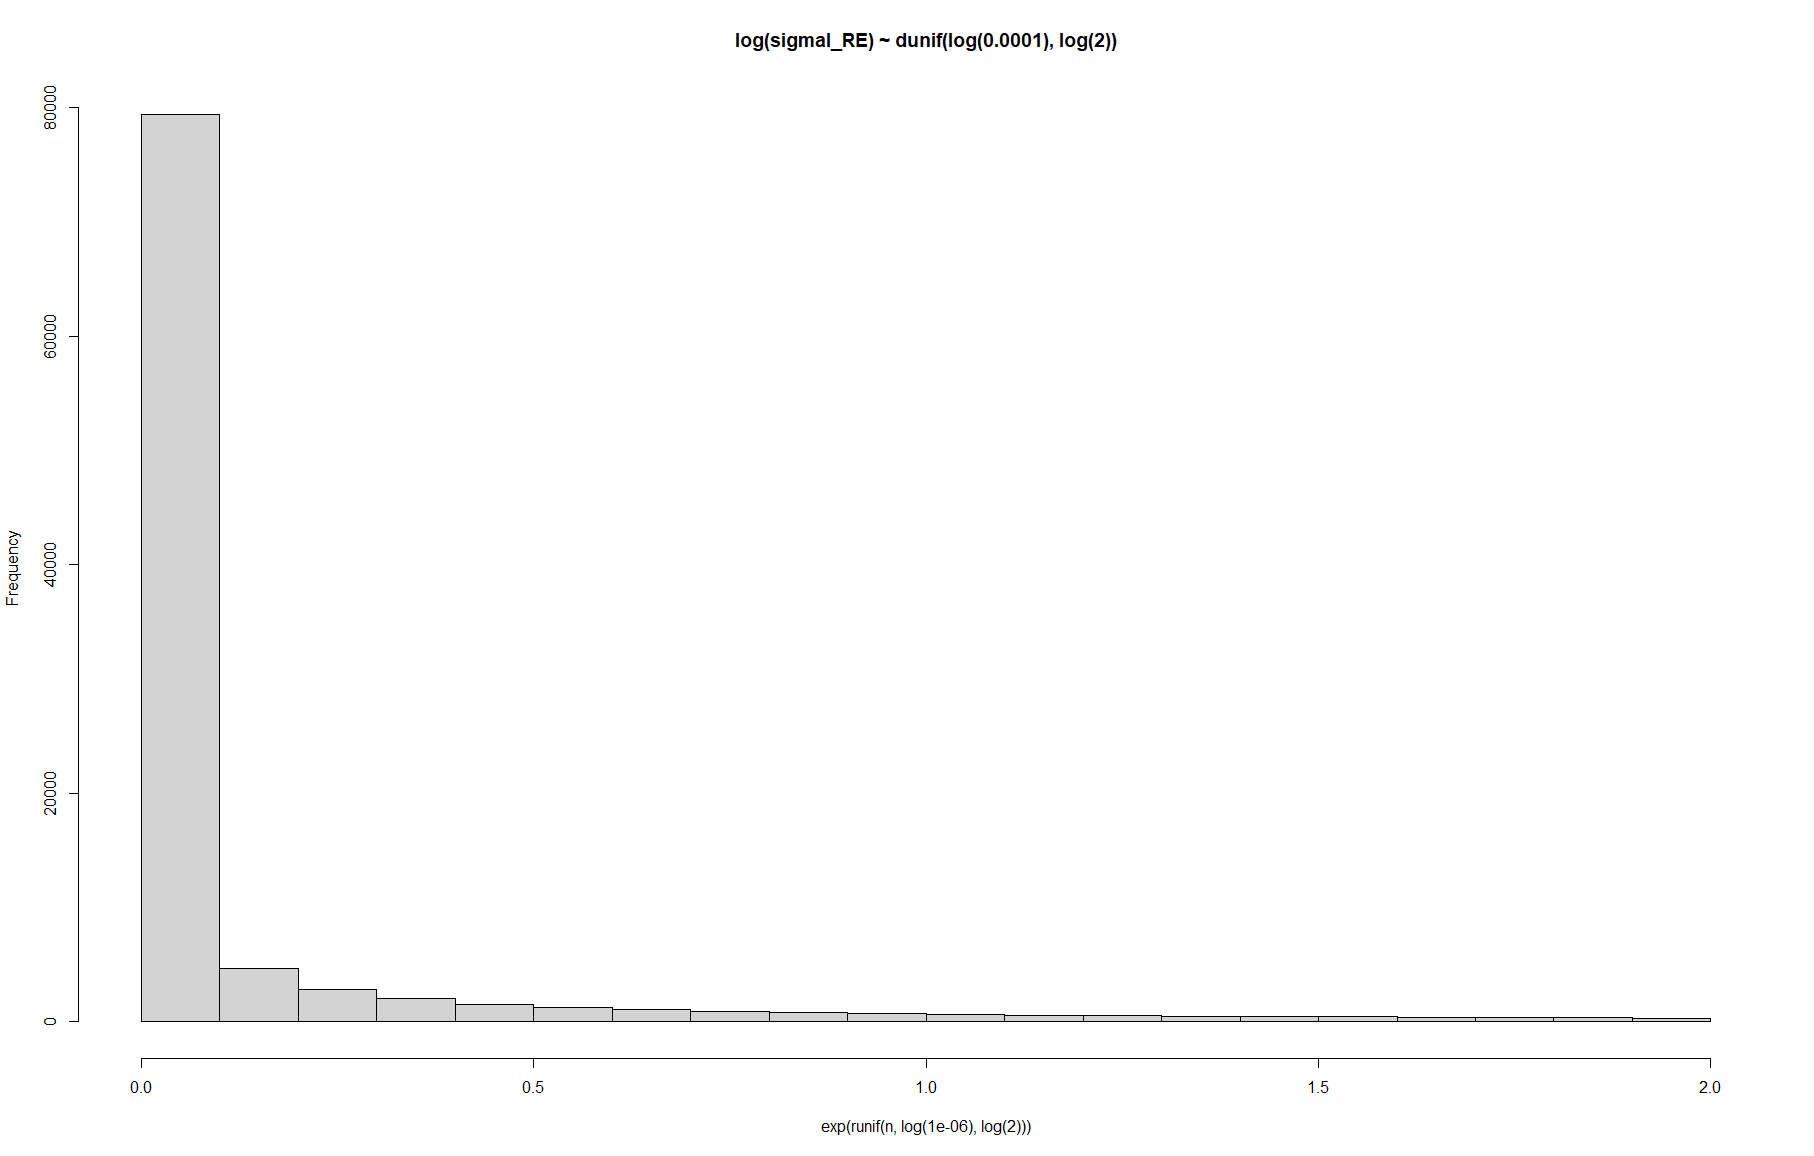 log(sigmal_RE) ~ dunif(log(0.0001), log(2))
80000
60000
40000
20000
0
Frequency
0.0 0.5 1.0 1.5 2.0
exp(runif(n, log(1e-06), log(2)))